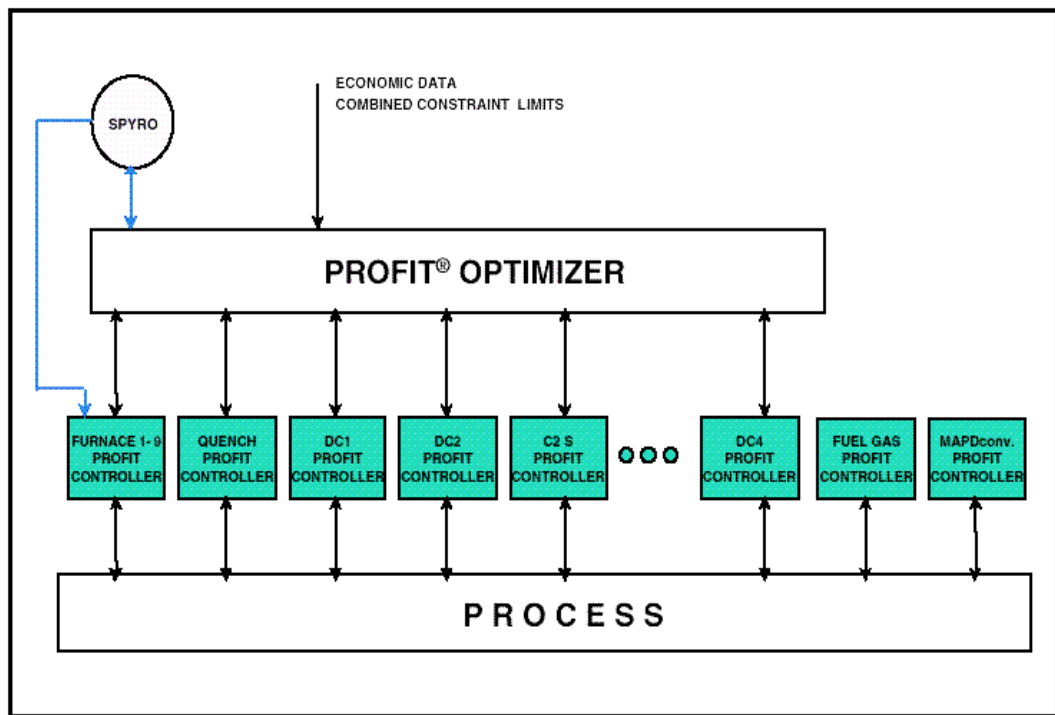 ECONOMIC DATA
COMBINED CONSTRAINT LIMITS
SPYRO
PROFIT® OPTIMIZER
FURNACE 1-9
PROFIT
CONTROLLER
QUENCH
PROFIT
CONTROLLER
DC1
PROFIT
CONTROLLER
DC2
PROFIT
CONTROLLER
C2 S
PROFIT
CONTROLLER
DC4
PROFIT
CONTROLLER
FUEL GAS
PROFIT
CONTROLLER
MAPDconv.
PROFIT
CONTROLLER
P R O C E S S